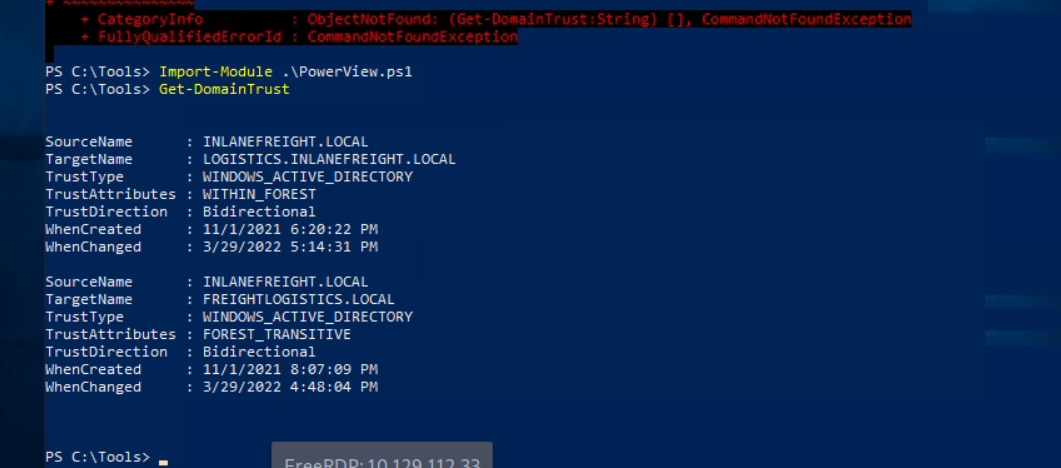 + ~~~~~~~~~~~~~~~
+ CategoryInfo : ObjectNotFound: (Get-DomainTrust:String) [], CommandNotFoundException
+ FullyQualifiedErrorId : CommandNotFoundException
PS C:\Tools> Import-Module .\PowerView.ps1
PS C:\Tools> Get-DomainTrust
SourceName : INLANEFREIGHT.LOCAL
TargetName : LOGISTICS.INLANEFREIGHT.LOCAL
TrustType : WINDOWS_ACTIVE_DIRECTORY
TrustAttributes : WITHIN_FOREST
TrustDirection : Bidirectional
WhenCreated : 11/1/2021 6:20:22 PM
WhenChanged : 3/29/2022 5:14:31 PM
SourceName : INLANEFREIGHT.LOCAL
TargetName : FREIGHTLOGISTICS.LOCAL
TrustType : WINDOWS_ACTIVE_DIRECTORY
TrustAttributes : FOREST_TRANSITIVE
TrustDirection : Bidirectional
WhenCreated : 11/1/2021 8:07:09 PM
WhenChanged : 3/29/2022 4:48:04 PM
PS C:\Tools> _
FreeRDP: 10.129.112.33